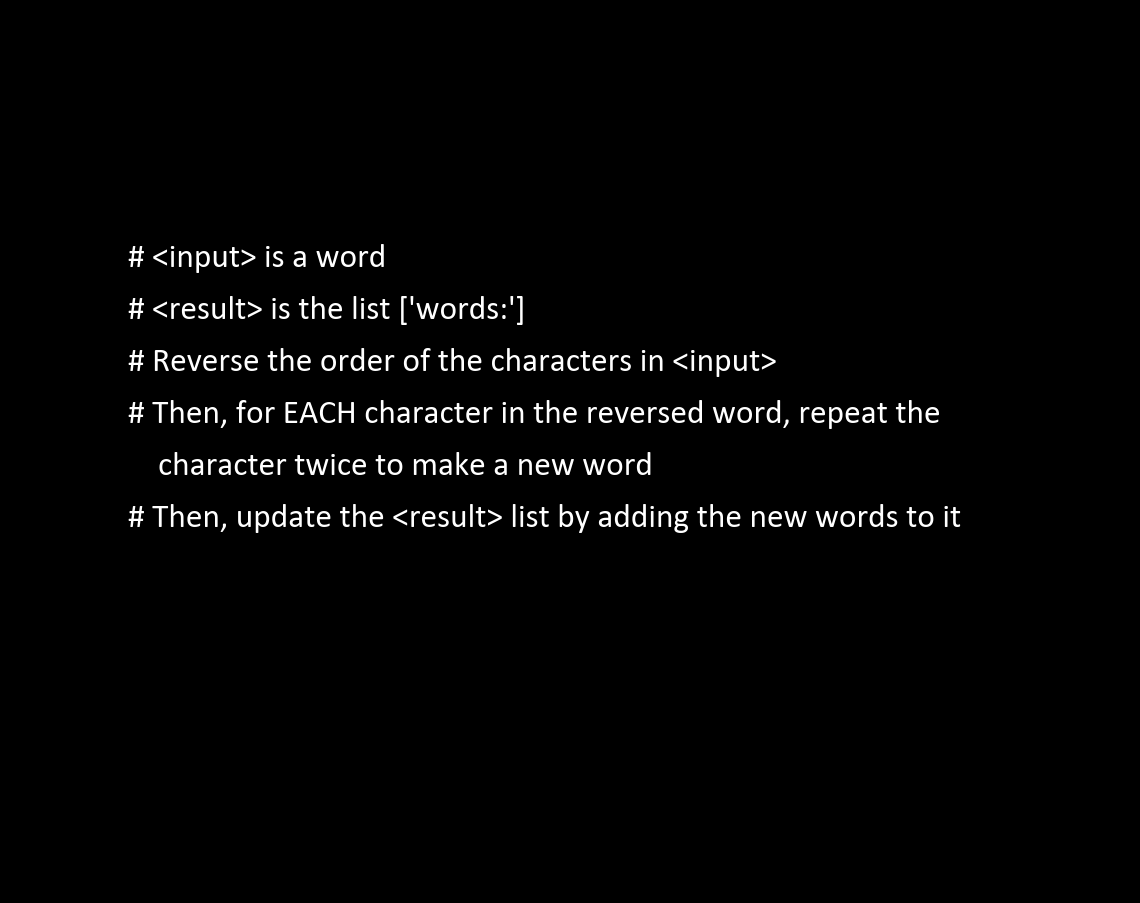 # <input> is a word
# <result> is the list ['words:']
# Reverse the order of the characters in <input>
# Then, for EACH character in the reversed word, repeat the
character twice to make a new word
# Then, update the <result> list by adding the new words to it